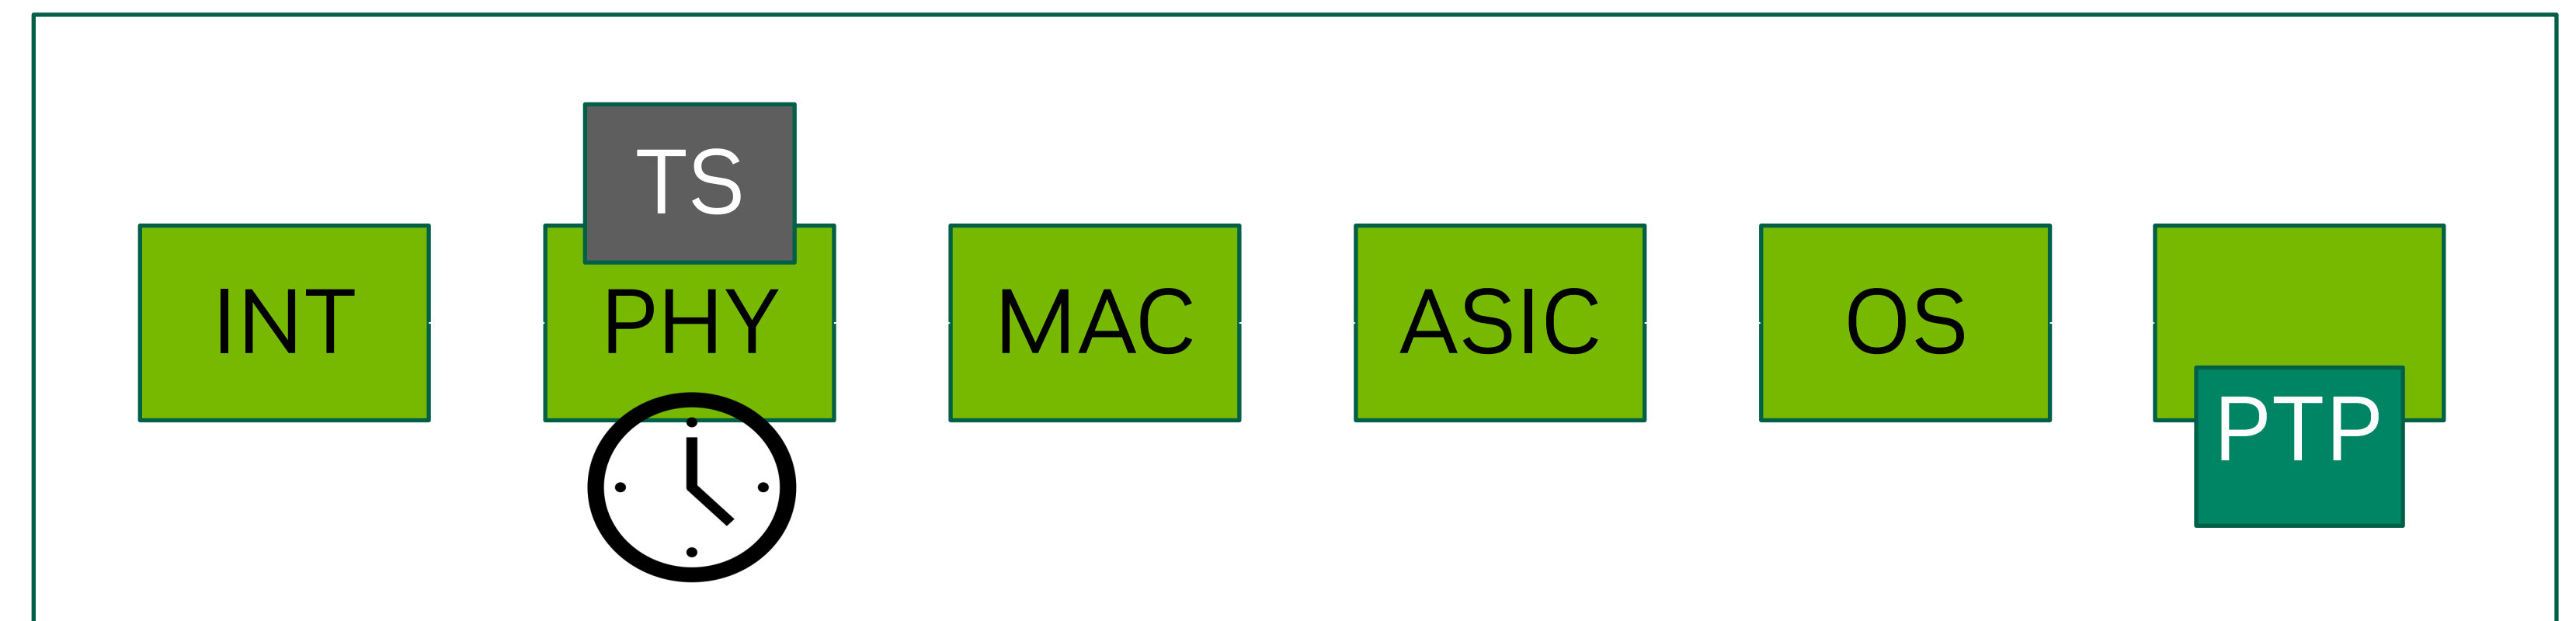 TS
INT
PHY
MAC
ASIC
OS
PTP